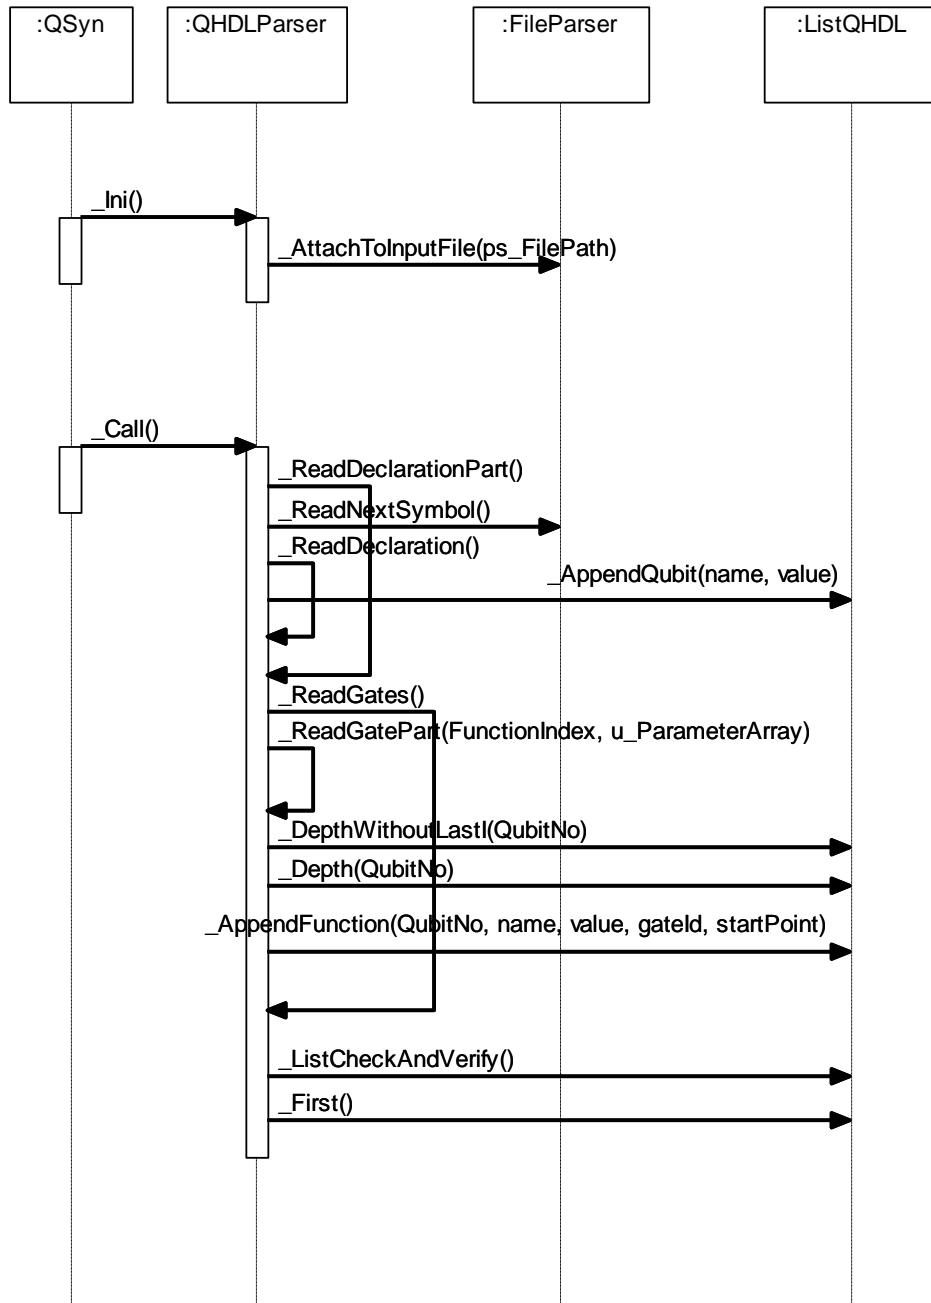 :QSyn
:QHDLParser
:FileParser
:ListQHDL
_Ini()
_AttachToInputFile(ps_FilePath)
_Call()
_ReadDeclarationPart()
_ReadNextSymbol()
_ReadDeclaration()
_AppendQubit(name, value)
_ReadGates()
_ReadGatePart(FunctionIndex, u_ParameterArray)
_DepthWithoutLastI(QubitNo)
_Depth(QubitNo)
_AppendFunction(QubitNo, name, value, gateId, startPoint)
_ListCheckAndVerify()
_First()